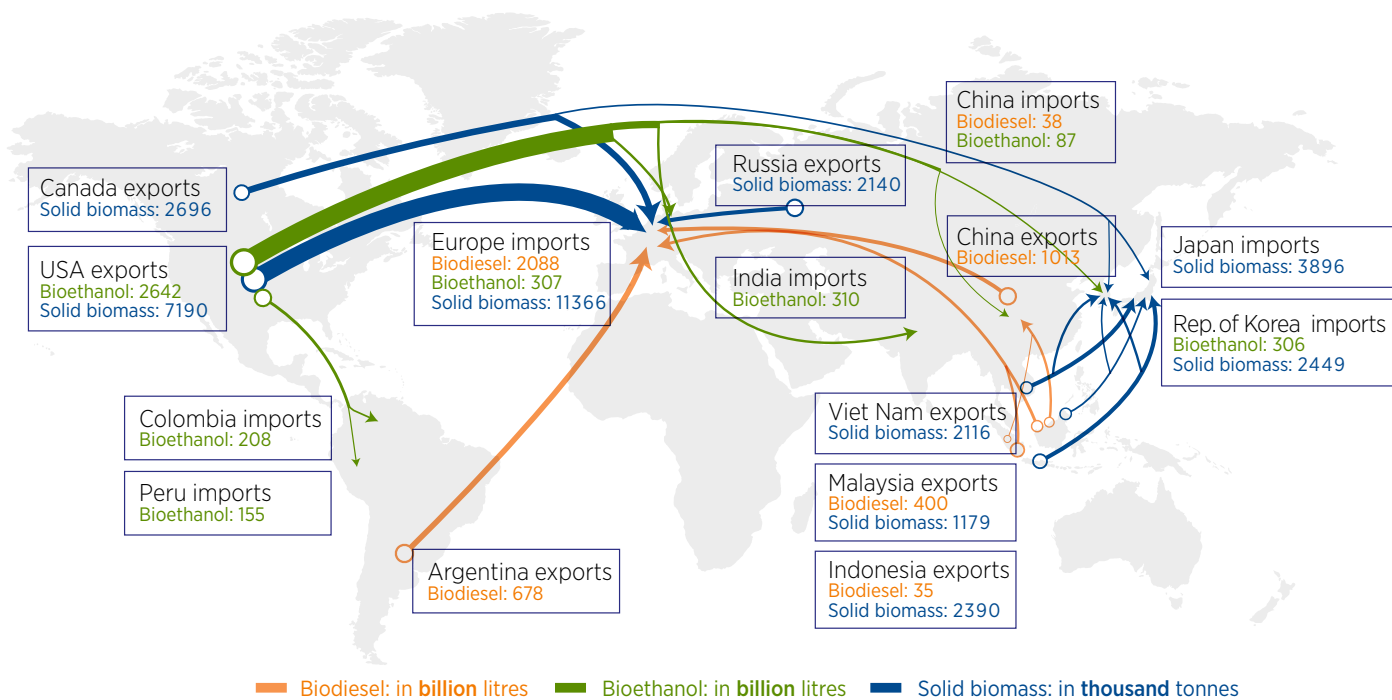 China imports
Biodiesel: 38
Bioethanol: 87
Canada exports
Solid biomass: 2696
Russia exports
Solid biomass: 2140
USA exports
Bioethanol: 2642
Solid biomass: 7190
Europe imports
Biodiesel: 2088
Bioethanol: 307
Solid biomass: 11366
India imports
Bioethanol: 310
China exports
Biodiesel: 1013
Japan imports
Solid biomass: 3896
Rep. of Korea imports
Bioethanol: 306
Solid biomass: 2449
Colombia imports
Bioethanol: 208
Peru imports
Bioethanol: 155
Viet Nam exports
Solid biomass: 2116
Malaysia exports
Biodiesel: 400
Solid biomass: 1179
Argentina exports
Biodiesel: 678
Indonesia exports
Biodiesel: 35
Solid biomass: 2390
Biodiesel: in billion litres
Bioethanol: in billion litres
Solid biomass: in thousand tonnes